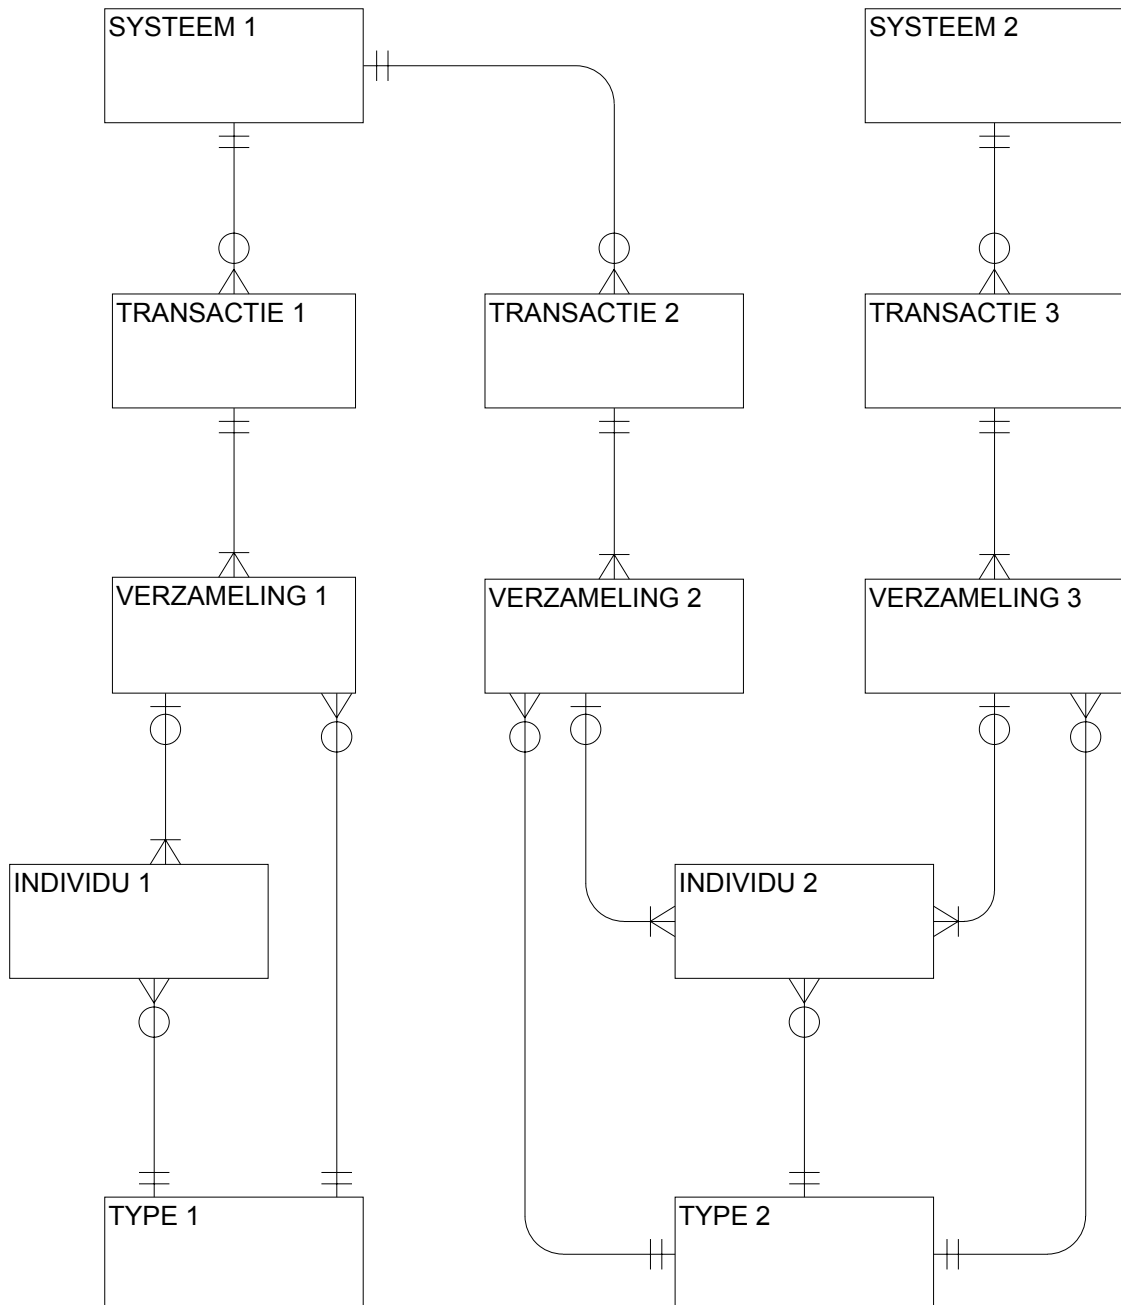 SYSTEEM 1
SYSTEEM 2
TRANSACTIE 1
TRANSACTIE 2
TRANSACTIE 3
VERZAMELING 1
VERZAMELING 2
VERZAMELING 3
INDIVIDU 1
INDIVIDU 2
TYPE 1
TYPE 2